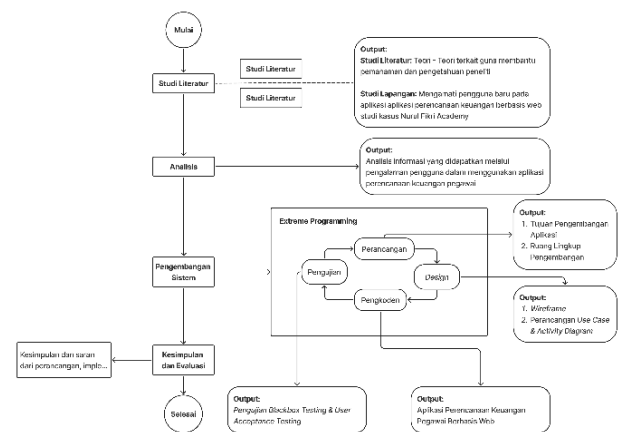 Mulai
Studi Literatur
Studi Literatur
Studi Literatur
Output:
Studi Literatur: Teori - Teori terkait guna membantu
pemanaman dan pengetahuan peneliti
Studi Lapangan: Mengamati pengguna baru pada
aplikasi aplikasi perencanaan keuangan berbasis web
studi kasus Nurul Fikri Academy
Analisis
Output:
Analisis informasi yang didapatkan melalui
pengalaman pengguna dalam menggunakan aplikasi
perencanaan keuangan pegawai
Pengembangan
Sistem
Extreme Programming
Perancangan
Design
Pengkoden
Pengujian
Output:
1. Tujuan Pengembangan
Aplikasi
2. Ruang Lingkup
Pengembangan
Output:
1. Wireframe
2. Perancangan Use Case
& Activity Diagram
Kesimpulan
dan Evaluasi
Kesimpulan dan saran
dari perancangan, imple...
Selesai
Output:
Pengujian Blackbox Testing & User
Acceptance Testing
Output:
Aplikasi Perencanaan Keuangan
Pegawai Berbasis Web